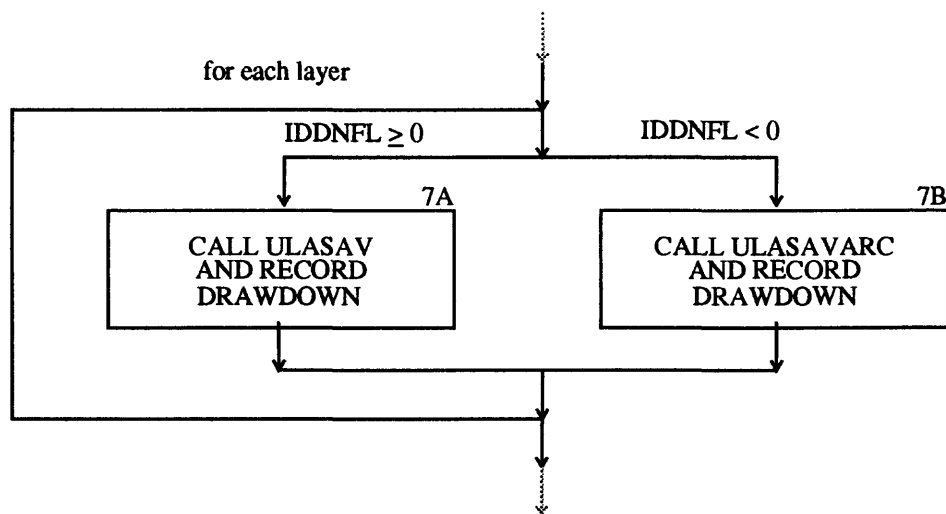 for each layer
IDDNFL ≥ 0
IDDNFL < 0
7A
CALL ULASAV
AND RECORD
DRAWDOWN
7B
CALL ULASAVARC
AND RECORD
DRAWDOWN